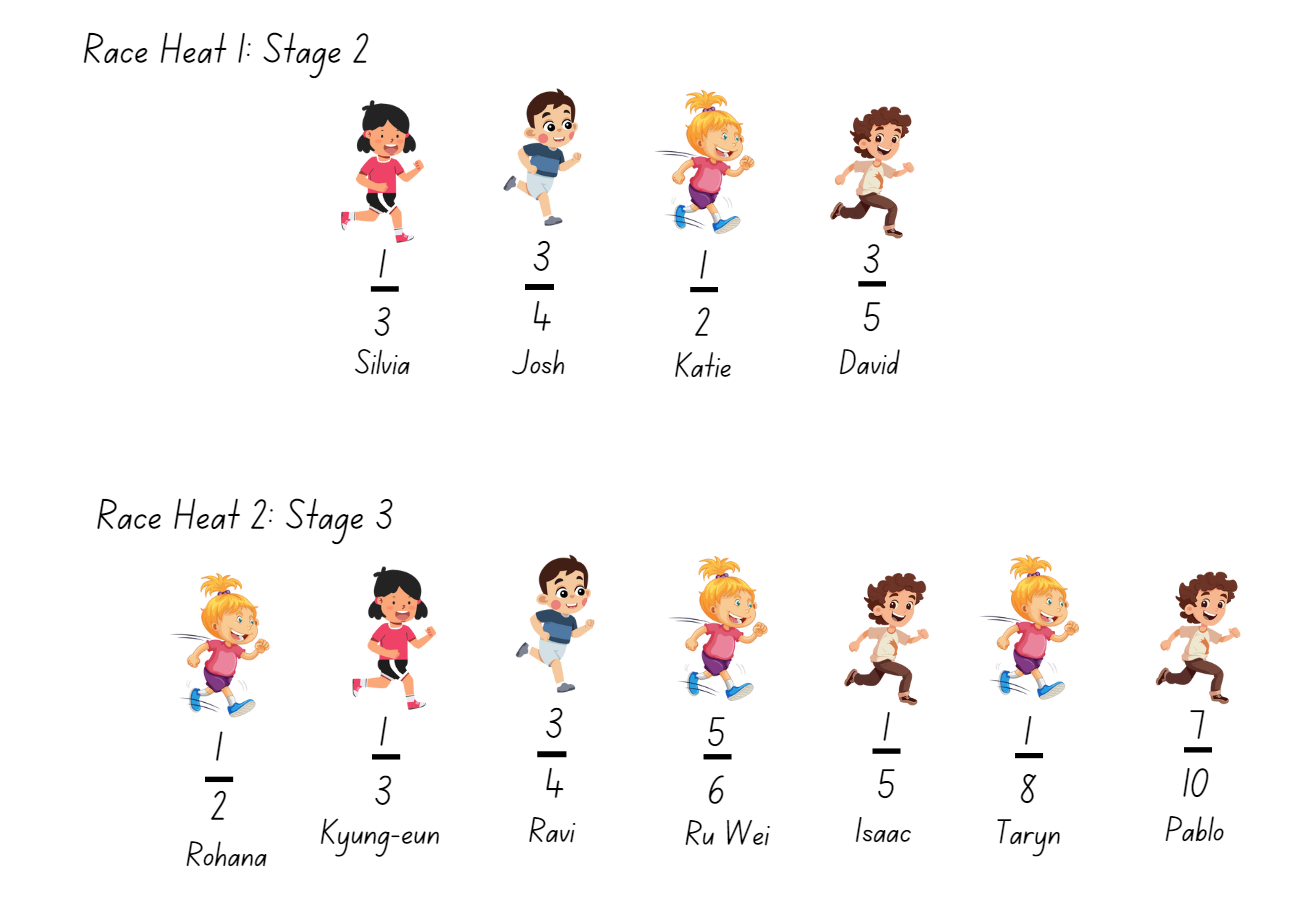 Race Heat 1: Stage 2
1 3 1 3
3 4 2 5
Silvia Josh Katie David
Race Heat 2: Stage 3
1 1 3 5 1 1 7
2 3 4 6 5 8 10
Rohana Kyung-eun Ravi Ru Wei Isaac Taryn Pablo